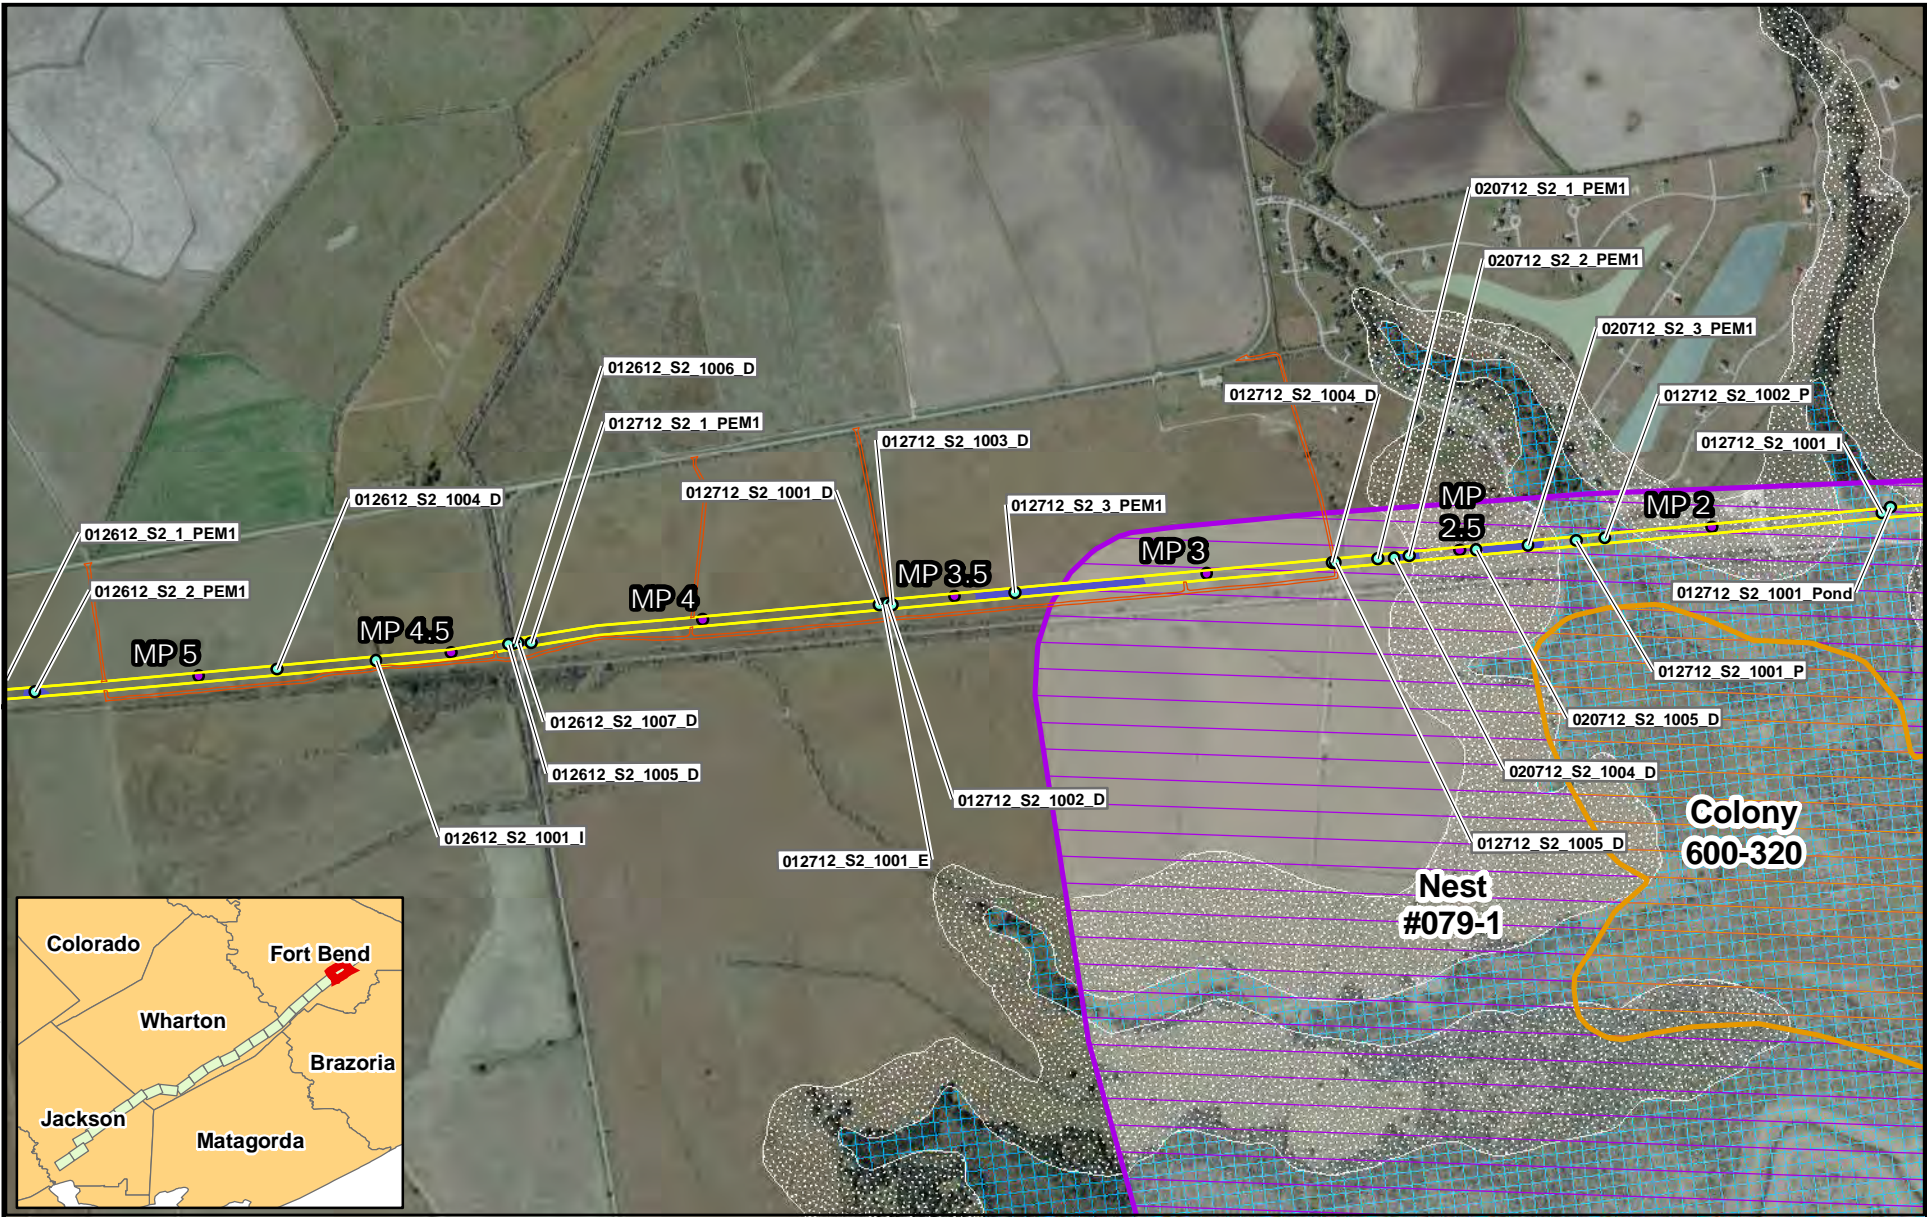 020712_S2_1_PEM1
020712_S2_2_PEM1
020712_S2_3_PEM1
012612_S2_1006_D
012712_S2_1004_D
012712_S2_1002_P
012712_S2_1_PEM1
012712_S2_1003_D
012712_S2_1001_I
012612_S2_1004_D
012712_S2_1001_D
012712_S2_3_PEM1
MP
2.5
MP 2
012612_S2_1_PEM1
MP 3
MP 3.5
012612_S2_2_PEM1
MP 4
012712_S2_1001_Pond
MP 4.5
MP 5
012712_S2_1001_P
012612_S2_1007_D
020712_S2_1005_D
012612_S2_1005_D
020712_S2_1004_D
012712_S2_1002_D
012612_S2_1001_I
012712_S2_1005_D
012712_S2_1001_E
Colony
600-320
Nest
#079-1
Colorado
Fort Bend
Wharton
Brazoria
Jackson
Matagorda